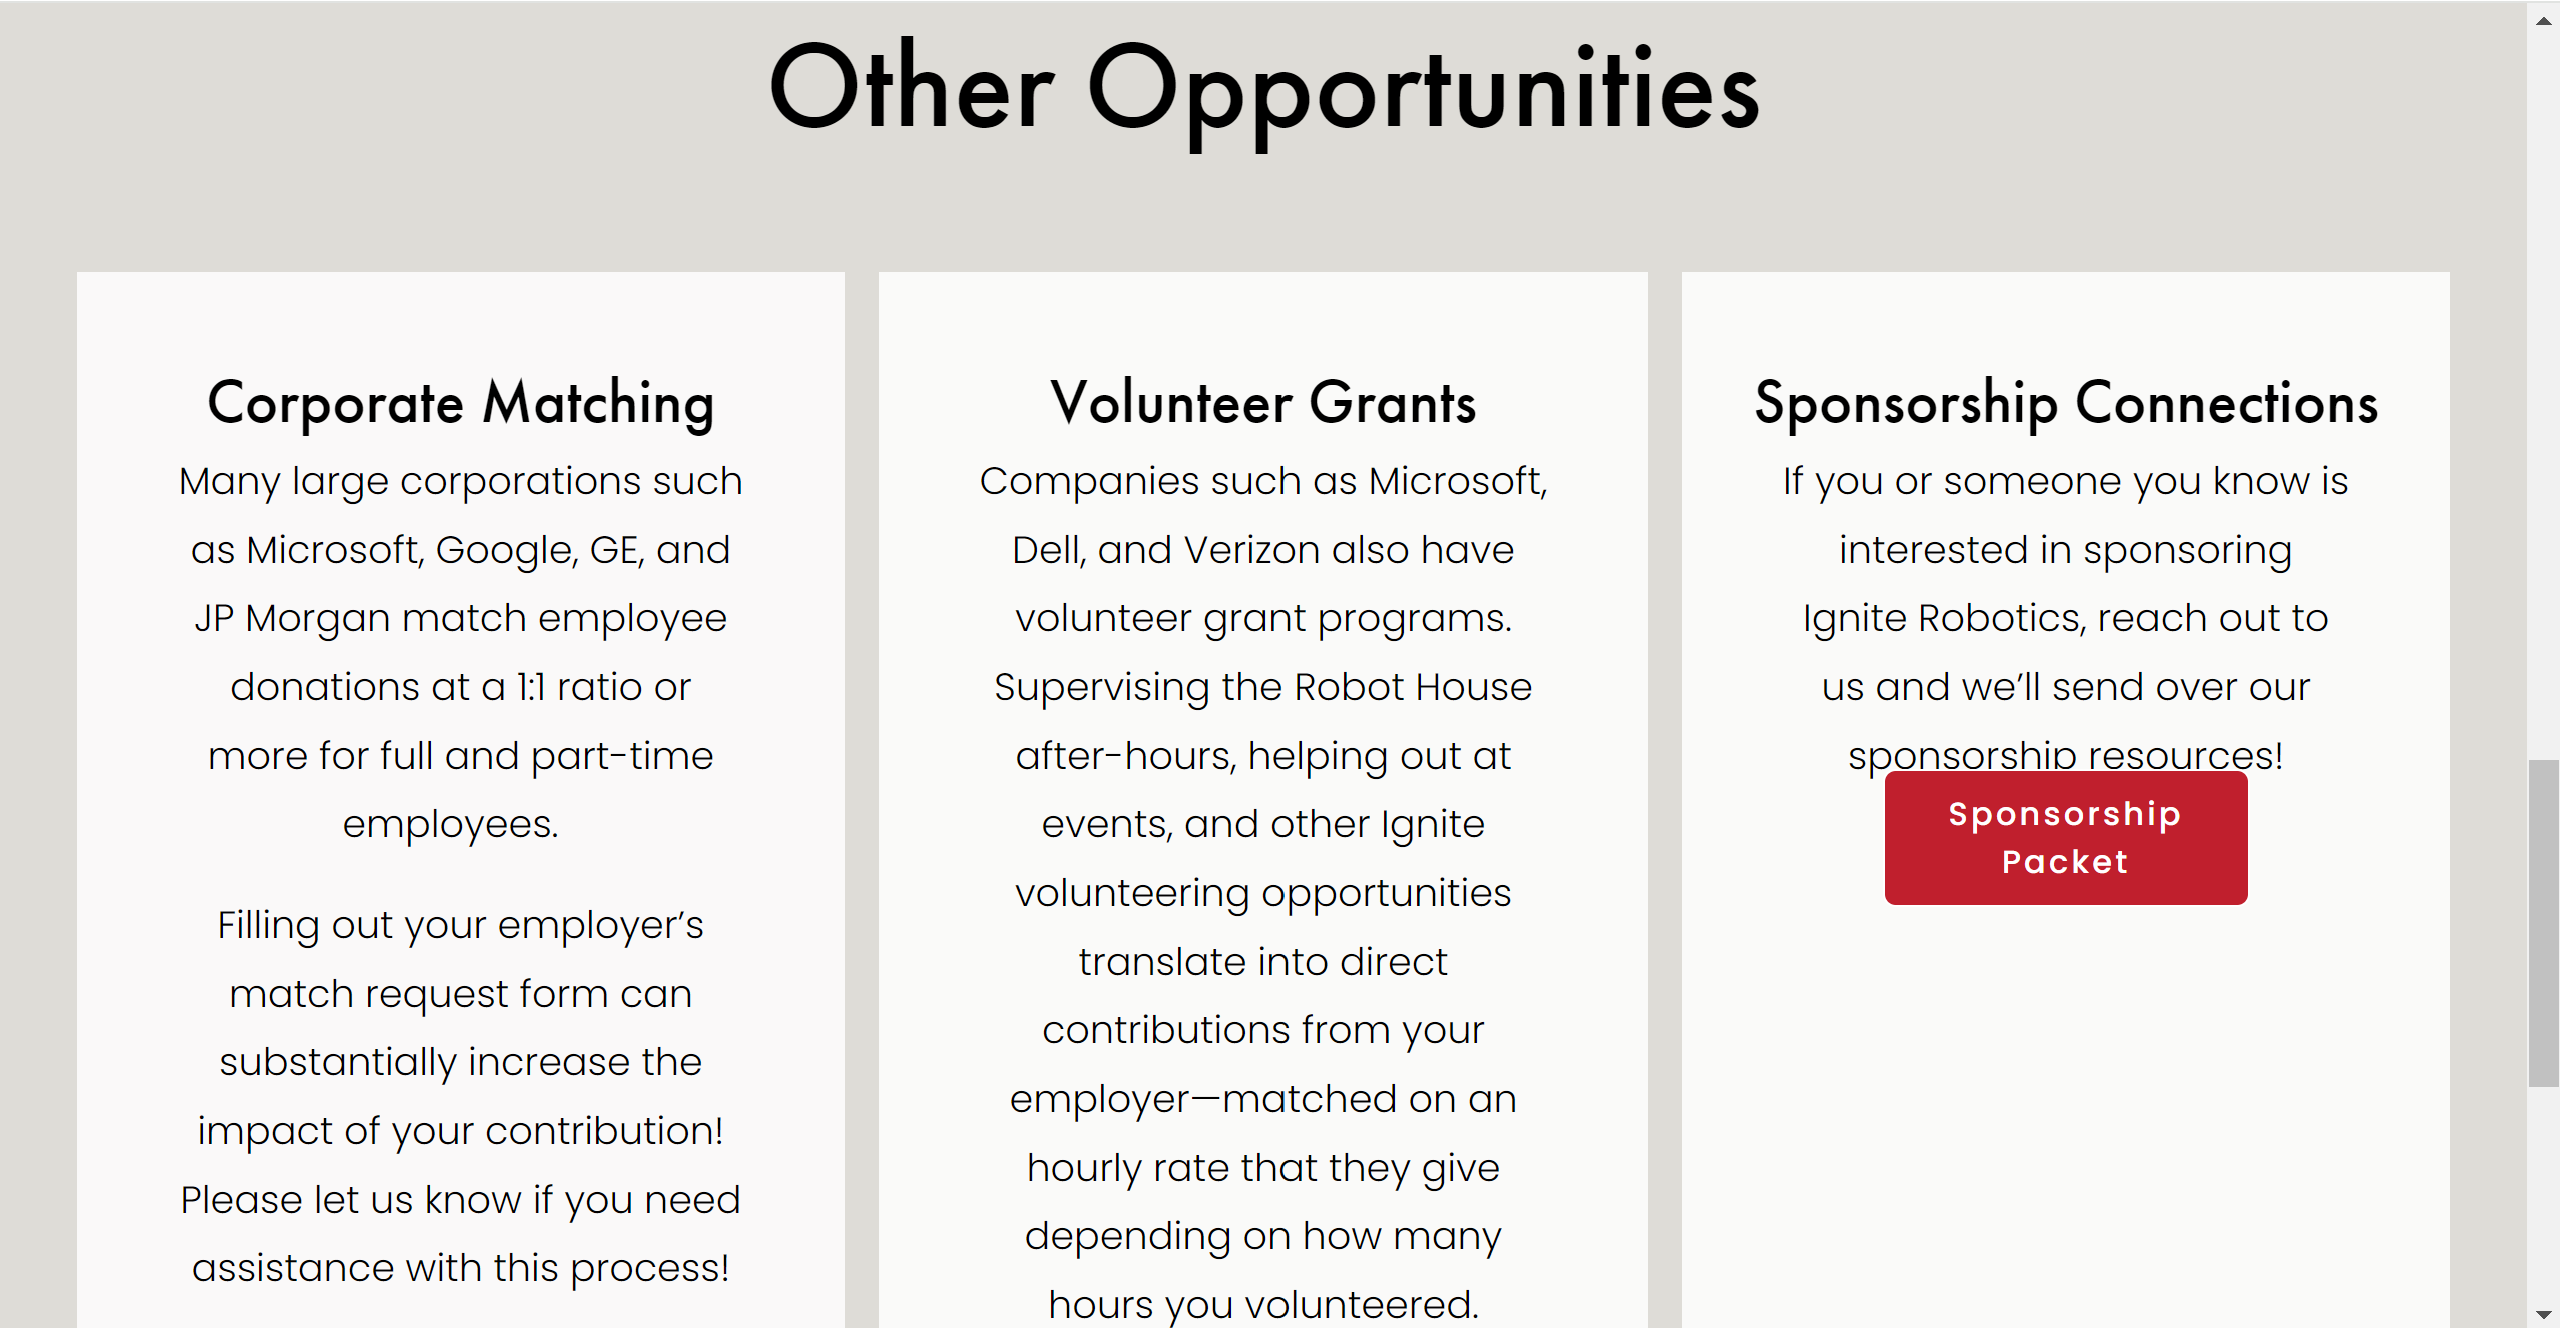 Other Opportunities
Corporate Matching
Many large corporations such
as Microsoft, Google, GE, and
JP Morgan match employee
donations at a 1:1 ratio or
more for full and part-time
employees.
Filling out your employer’s
match request form can
substantially increase the
impact of your contribution!
Please let us know if you need
assistance with this process!
Volunteer Grants
Companies such as Microsoft,
Dell, and Verizon also have
volunteer grant programs.
Supervising the Robot House
after-hours, helping out at
events, and other Ignite
volunteering opportunities
translate into direct
contributions from your
employer—matched on an
hourly rate that they give
depending on how many
hours you volunteered.
Sponsorship Connections
If you or someone you know is
interested in sponsoring
Ignite Robotics, reach out to
us and we’ll send over our
sponsorship resources!
Sponsorship
Packet